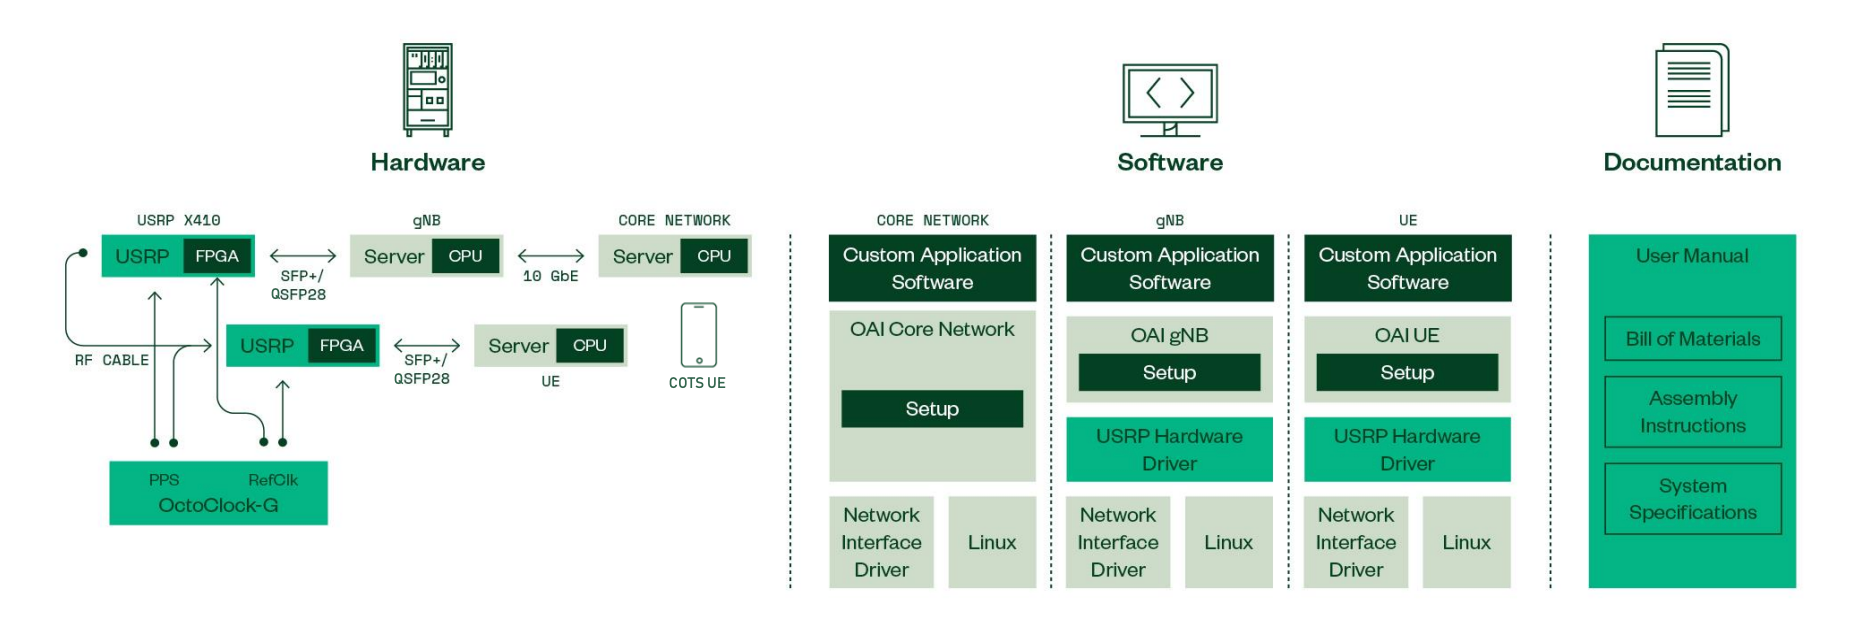 Hardware
USRP X410
gNB
CORE NETWORK
USRP
FPGA
SFP+/
QSFP28
Server
CPU
10 GbE
Server
CPU
RF CABLE
USRP
FPGA
SFP+/
QSFP28
Server
CPU
UE
COTS UE
PPS
RefClk
OctoClock-G
Software
CORE NETWORK
Custom Application
Software
OAI Core Network
Setup
Network
Interface
Driver
Linux
gNB
Custom Application
Software
OAI gNB
Setup
USRP Hardware
Driver
Network
Interface
Driver
Linux
UE
Custom Application
Software
OAI UE
Setup
USRP Hardware
Driver
Network
Interface
Driver
Linux
Documentation
User Manual
Bill of Materials
Assembly
Instructions
System
Specifications